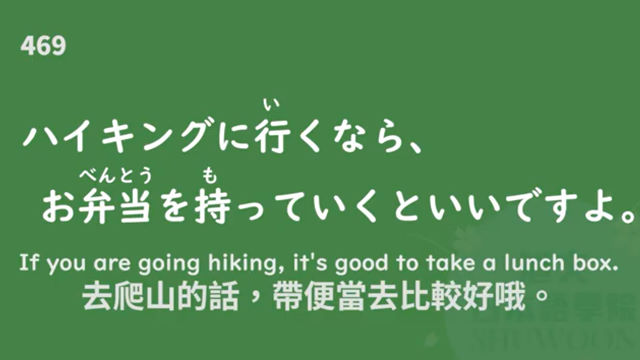 469
い
ハイキングに行くなら、
べんとう も
お弁当を持っていくといいですよ。
If you are going hiking, it's good to take a lunch box.
去爬山的話，帶便當去比較好哦。
SHUWOON